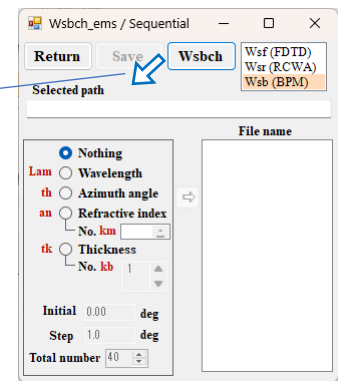 Wsbch_ems / Sequential
Return Save Wsbch
Wsf (FDTD)
Wsr (RCWA)
Wsb (BPM)
Selected path
File name
Nothing
Lam Wavelength
th Azimuth angle
an Refractive index
No. km
tk Thickness
No. kb 1
Initial 0.00 deg
Step 1.0 deg
Total number 40